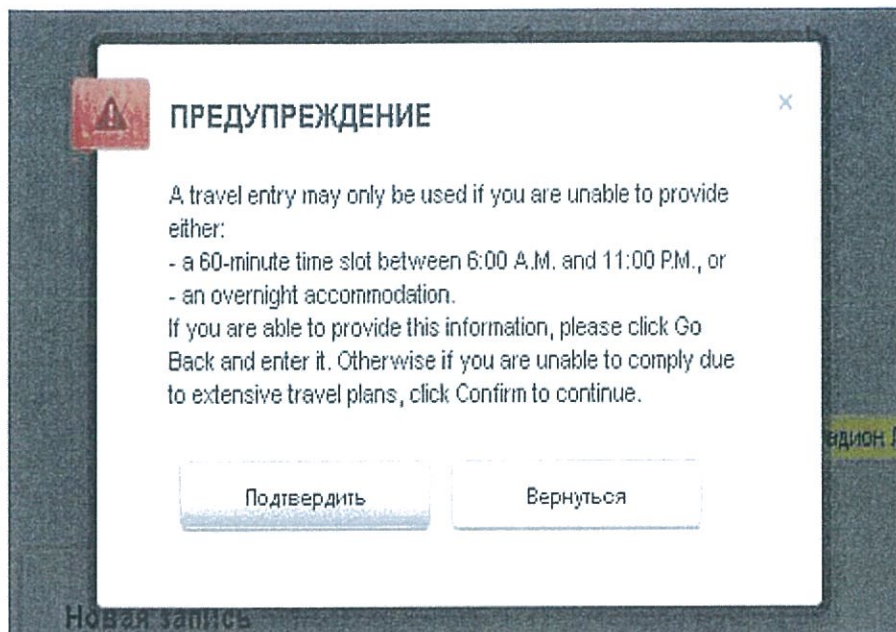 ПРЕДУПРЕЖДЕНИЕ
A travel entry may only be used if you are unable to provide
either:
- a 60-minute time slot between 6:00 A.M. and 11:00 P.M., or
- an overnight accommodation.
If you are able to provide this information, please click Go
Back and enter it. Otherwise if you are unable to comply due
to extensive travel plans, click Confirm to continue.
адион Л
Подтвердить Вернуться
Новая запись